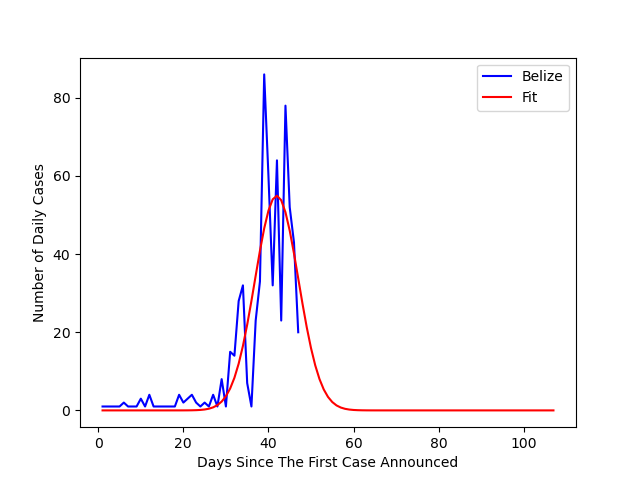 Belize
Fit
80
60
40
20
0
Number of Daily Cases
0 20 40 60 80 100
Days Since The First Case Announced